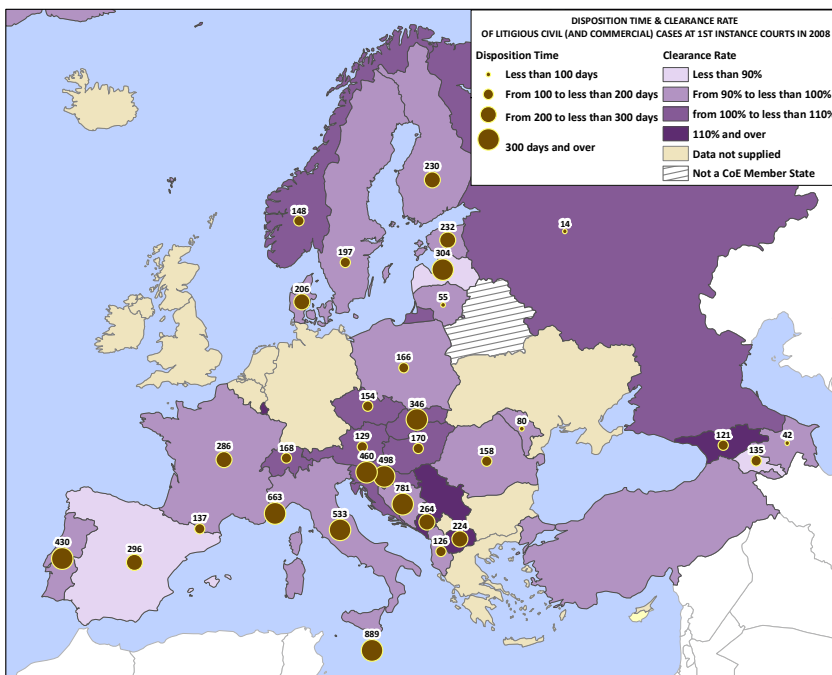 DISPOSITION TIME & CLEARANCE RATE
OF LITIGIOUS CIVIL (AND COMMERCIAL) CASES AT 1ST INSTANCE COURTS IN 2008
Disposition Time
Less than 100 days
From 100 to less than 200 days
From 200 to less than 300 days
300 days and over
Clearance Rate
Less than 90%
From 90% to less than 100%
from 100% to less than 110%
110% and over
Data not supplied
Not a CoE Member State
230
148
14
232
197
304
206
55
166
154
346
80
286
129
121
42
168
170
158
135
460
498
781
663
264
533
224
137
126
430
296
889